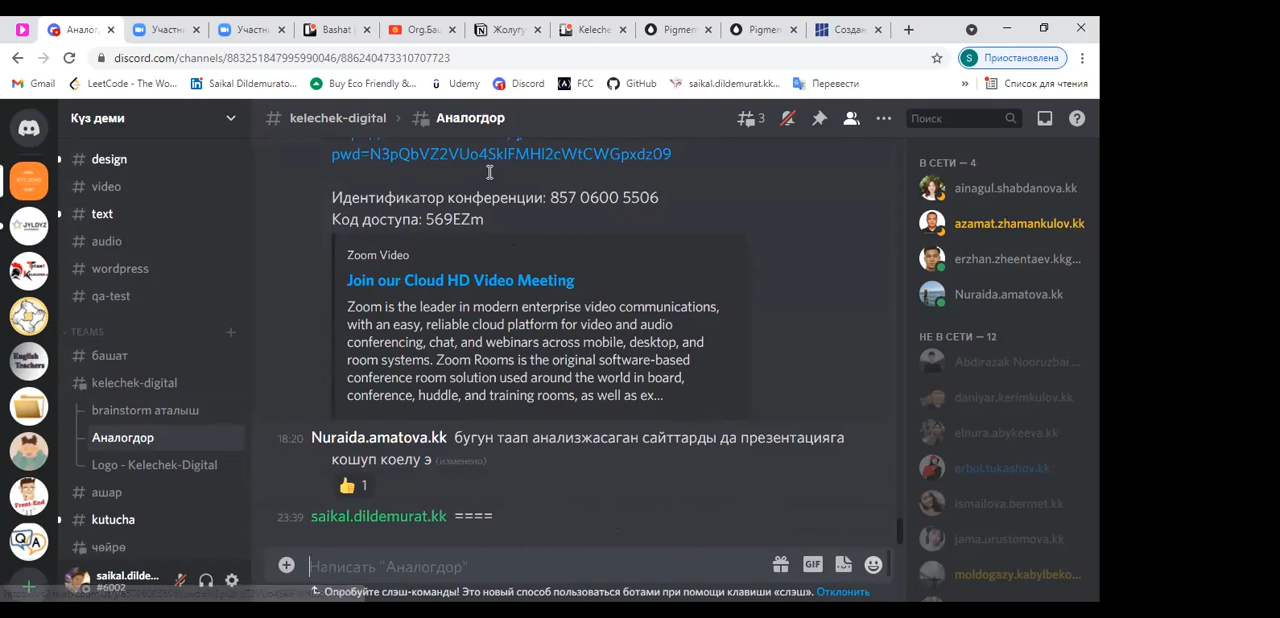 Аналог
Участни
Участни
Bashat
Org.Баш
Жолугу
Keleche
Pigmen
Pigmen
Создан
discord.com/channels/883251847995990046/886240473310707723
Приостановлена
Gmail
LeetCode - The Wo...
Saikal Dildemurato...
Buy Eco Friendly &...
Udemy
Discord
FCC
GitHub
saikal.dildemurat.kk...
Перевести
Список для чтения
Күз деми
kelechek-digital
Аналогдор
3
Поиск
design
video
text
audio
wordpress
qa-test
TEAMS
башат
kelechek-digital
brainstorm аталыш
Аналогдор
Logo - Kelechek-Digital
ашар
kutucha
чөйрө
JYLDYZ
English
Teachers
Front-End
Q&A
saikal.dilde...
#6002
Идентификатор конференции: 857 0600 5506
Код доступа: 569EZm
Zoom Video
Join our Cloud HD Video Meeting
Zoom is the leader in modern enterprise video communications,
with an easy, reliable cloud platform for video and audio
conferencing, chat, and webinars across mobile, desktop, and
room systems. Zoom Rooms is the original software-based
conference room solution used around the world in board,
conference, huddle, and training rooms, as well as ex...
18:20 Nuraida.amatova.kk бугун таап анализжасаган сайттарды да презентацияга
кошуп коелу э (изменено)
1
23:39 saikal.dildemurat.kk ====
Написать "Аналогдор"
GIF
Опробуйте слэш-команды! Это новый способ пользоваться ботами при помощи клавиши «слэш». Отклонить
В СЕТИ — 4
ainagul.shabdanova.kk
azamat.zhamankulov.kk
erzhan.zheentaev.kkg...
Nuraida.amatova.kk
НЕ В СЕТИ — 12
Abdirazak Nooruzbai ...
daniyar.kerimkulov.kk
elnura.abykeeva.kk
erbol.tukashov.kk
ismailova.bermet.kk
jama.urustomova.kk
moldogazy.kabylbeko...